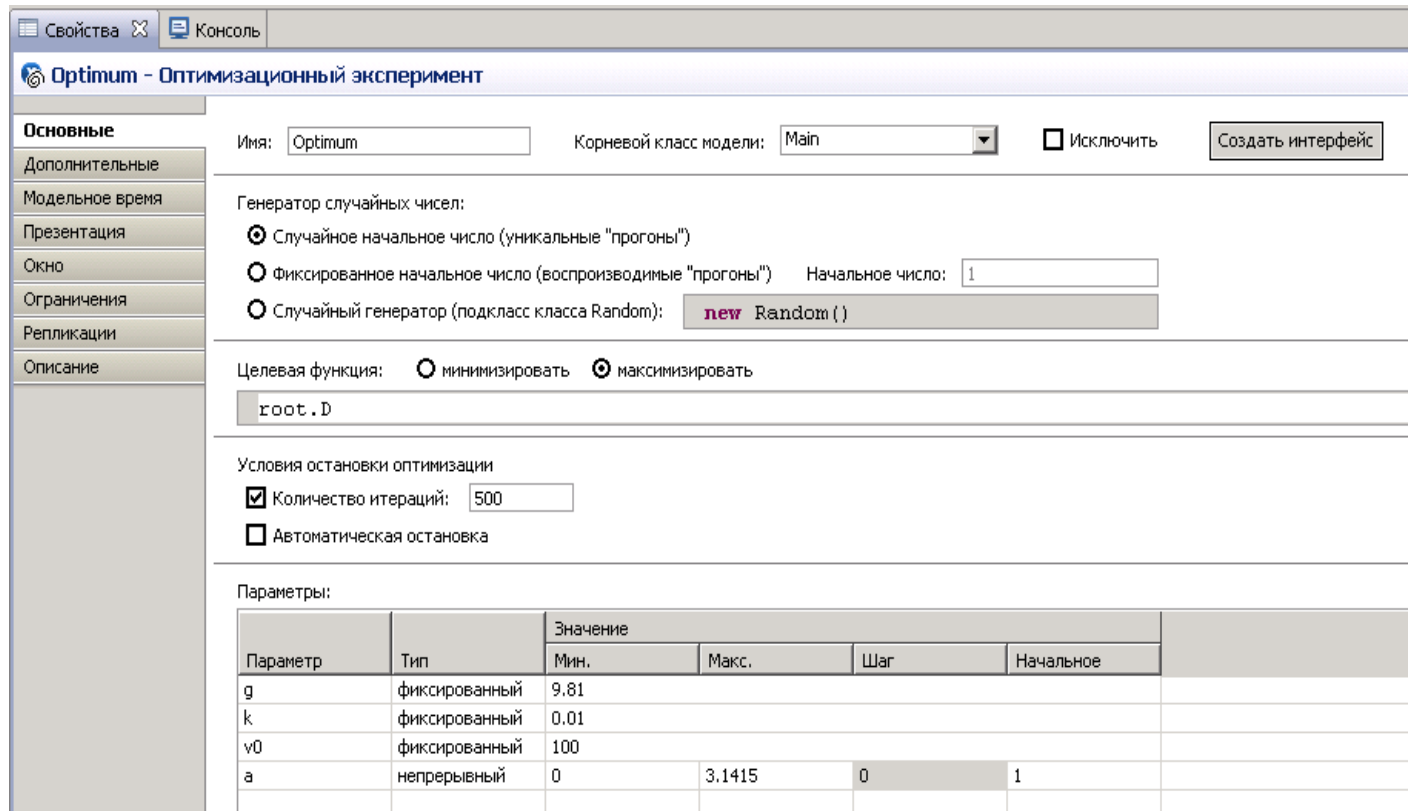 Свойства Консоль
Optimum - Оптимизационный эксперимент
Основные
Дополнительные
Модельное время
Презентация
Окно
Ограничения
Репликации
Описание
Имя: Optimum Корневой класс модели: Main Исключить Создать интерфейс
Генератор случайных чисел:
Случайное начальное число (уникальные "прогоны")
Фиксированное начальное число (воспроизводимые "прогоны") Начальное число: 1
Случайный генератор (подкласс класса Random): new Random()
Целевая функция: минимизировать максимизировать
root.D
Условия остановки оптимизации
Количество итераций: 500
Автоматическая остановка
Параметры:
Значение
Параметр Тип Мин. Макс. Шаг Начальное
g фиксированный 9.81
k фиксированный 0.01
v0 фиксированный 100
a непрерывный 0 3.1415 0 1